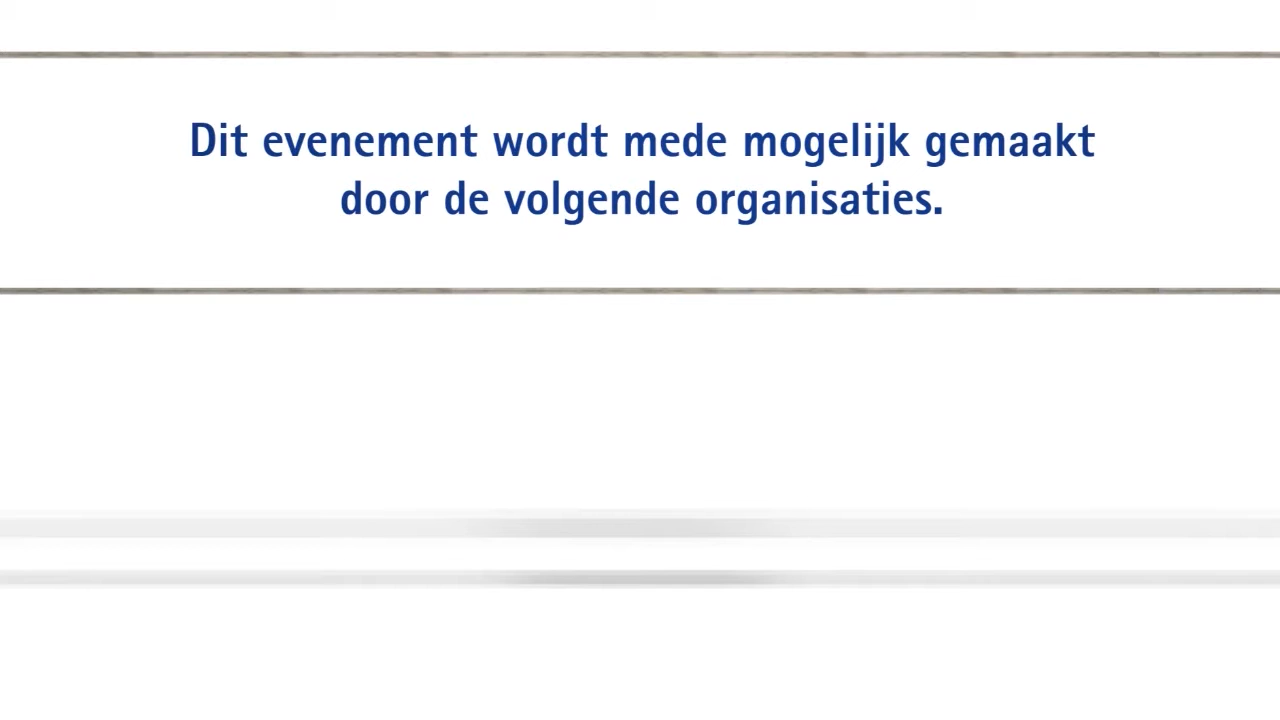 Dit evenement wordt mede mogelijk gemaakt
door de volgende organisaties.